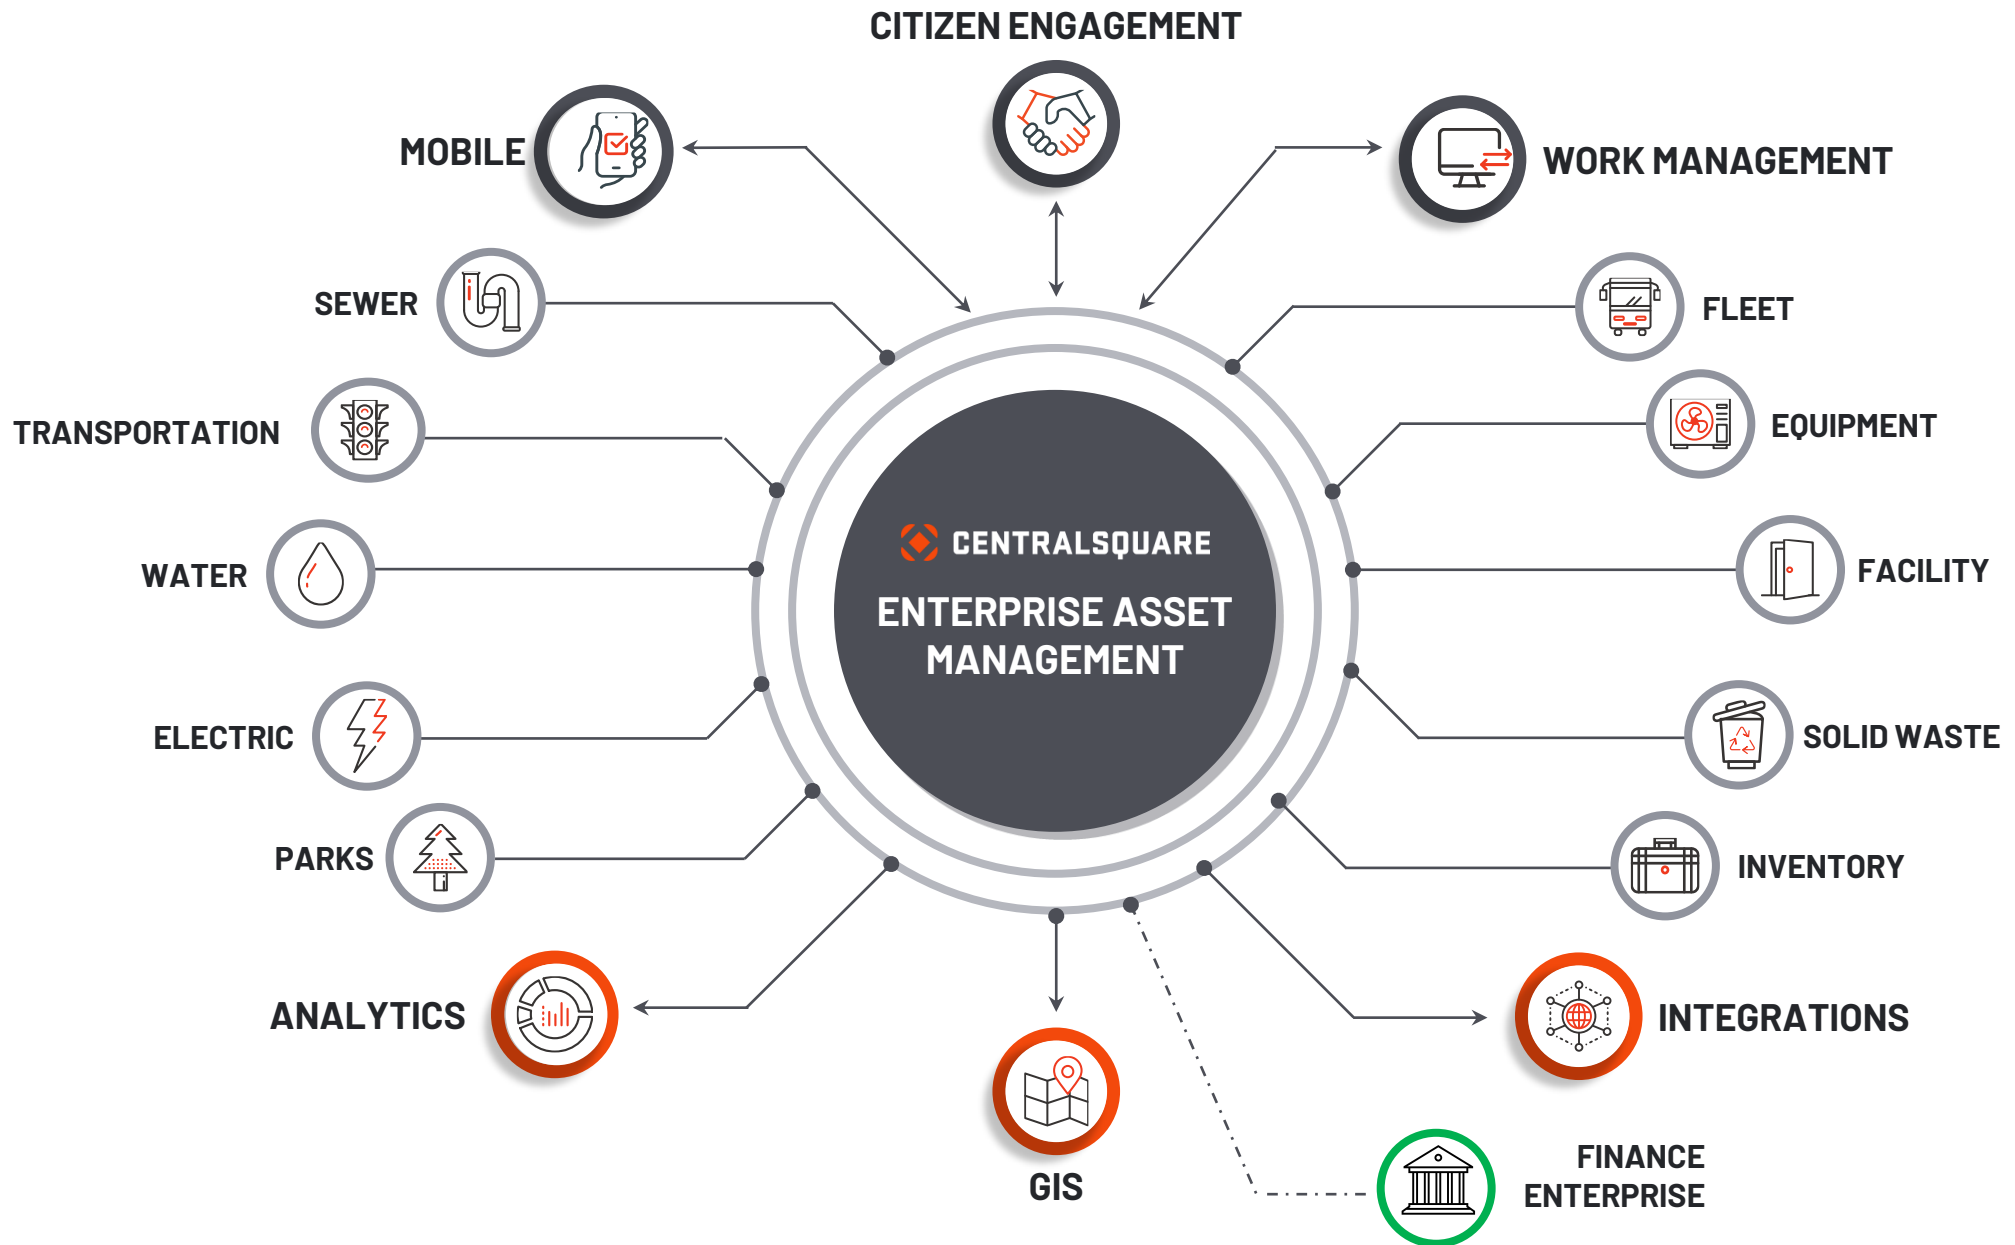 CITIZEN ENGAGEMENT
MOBILE
WORK MANAGEMENT
SEWER
FLEET
TRANSPORTATION
EQUIPMENT
CENTRALSQUARE
ENTERPRISE ASSET
MANAGEMENT
WATER
FACILITY
ELECTRIC
SOLID WASTE
PARKS
INVENTORY
ANALYTICS
INTEGRATIONS
GIS
FINANCE
ENTERPRISE